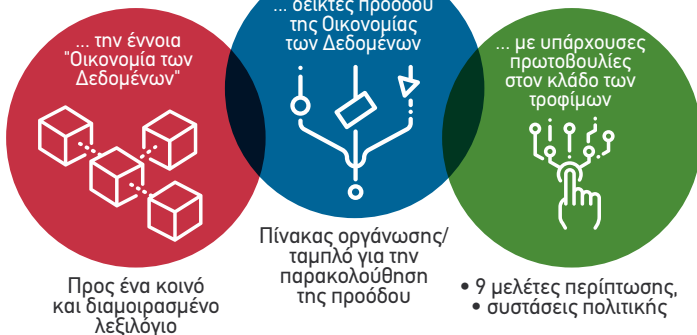 ... την έννοια
"Οικονομία των
Δεδομένων"
... δείκτες προόδου
της Οικονομίας
των Δεδομένων
... με υπάρχουσες
πρωτοβουλίες
στον κλάδο των
τροφίμων
Προς ένα κοινό
και διαμοιρασμένο
λεξιλόγιο
Πίνακας οργάνωσης/
ταμπλό για την
παρακολούθηση
της προόδου
• 9 μελέτες περίπτωσης,
• συστάσεις πολιτικής